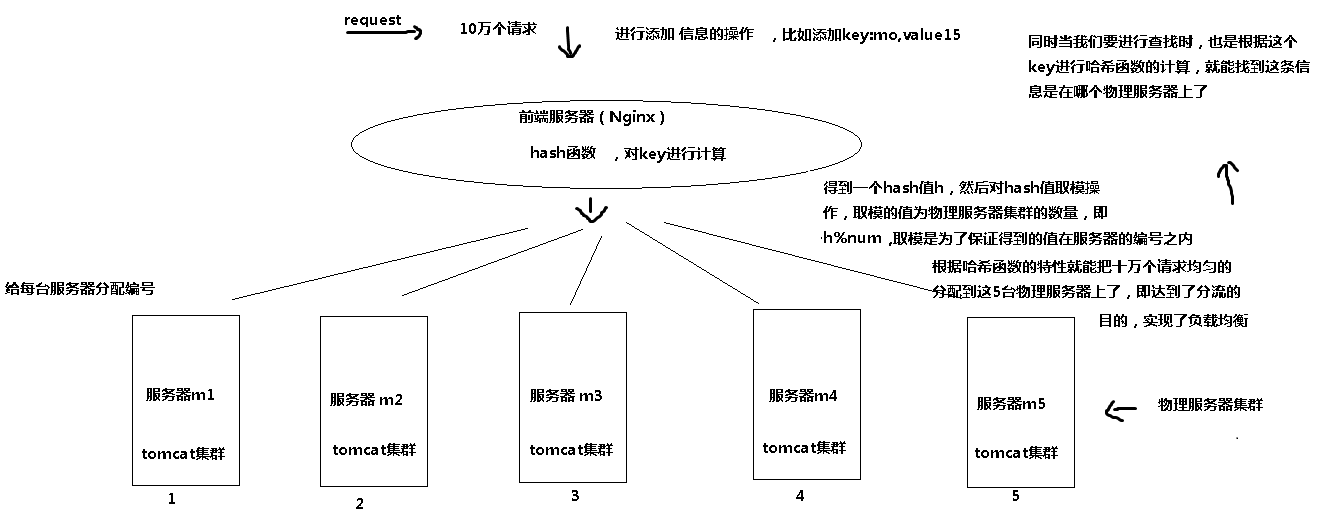 request
10万个请求
进行添加 信息的操作 ，比如添加key:mo,value15
同时当我们要进行查找时，也是根据这个
key进行哈希函数的计算，就能找到这条信
息是在哪个物理服务器上了
前端服务器（Nginx）
hash函数 ，对key进行计算
得到一个hash值h，然后对hash值取模操
作，取模的值为物理服务器集群的数量，即
h%num ,取模是为了保证得到的值在服务器的编号之内
根据哈希函数的特性就能把十万个请求均匀的
分配到这5台物理服务器上了，即达到了分流的
目的，实现了负载均衡
给每台服务器分配编号
服务器m1
tomcat集群
1
服务器 m2
tomcat集群
2
服务器 m3
tomcat集群
3
服务器m4
tomcat集群
4
服务器m5
tomcat集群
5
物理服务器集群